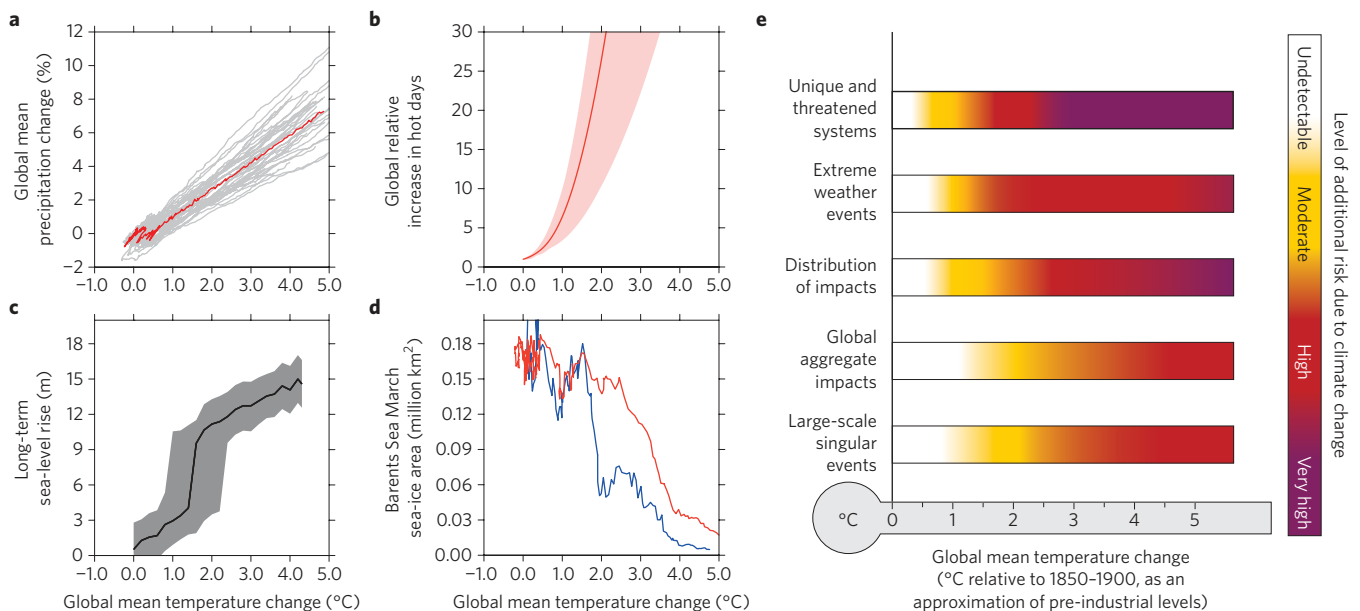 a
12
10
8
6
4
2
0
−2
−1.0 0.0 1.0 2.0 3.0 4.0 5.0
Global mean
precipitation change (%)
b
30
25
20
15
10
5
0
−1.0 0.0 1.0 2.0 3.0 4.0 5.0
Global relative
increase in hot days
c
18
15
12
9
6
3
0
−1.0 0.0 1.0 2.0 3.0 4.0 5.0
Long-term
sea-level rise (m)
Global mean temperature change (°C)
d
0.18
0.15
0.12
0.09
0.06
0.03
0.00
−1.0 0.0 1.0 2.0 3.0 4.0 5.0
Barents Sea March
sea-ice area (million km²)
Global mean temperature change (°C)
e
Unique and
threatened
systems
Extreme
weather
events
Distribution
of impacts
Global
aggregate
impacts
Large-scale
singular
events
°C
0 1 2 3 4 5
Global mean temperature change
(°C relative to 1850–1900, as an
approximation of pre-industrial levels)
Undetectable
Moderate
High
Very high
Level of additional risk due to climate change